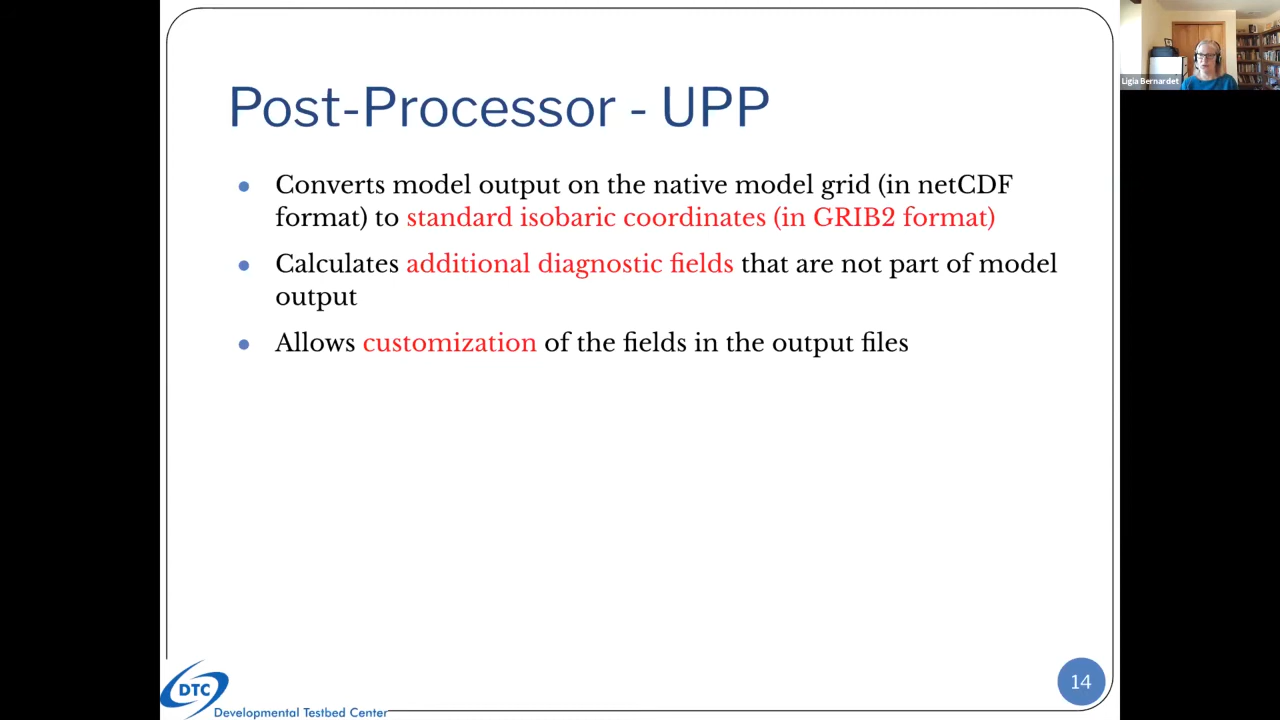 Ligia Bernardet
Post-Processor - UPP
● Converts model output on the native model grid (in netCDF
format) to standard isobaric coordinates (in GRIB2 format)
● Calculates additional diagnostic fields that are not part of model
output
● Allows customization of the fields in the output files
DTC
Developmental Testbed Center
14